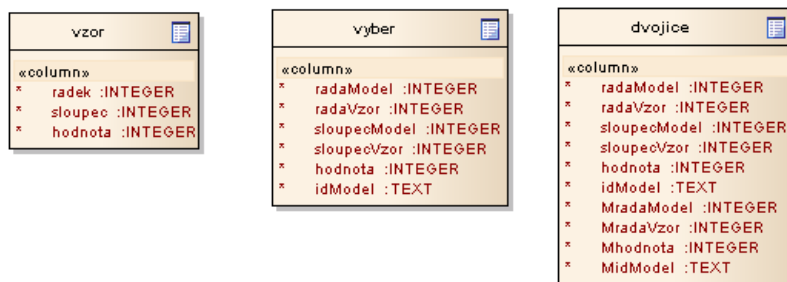 vzor
«column»
* radek :INTEGER
* sloupec :INTEGER
* hodnota :INTEGER
vyber
«column»
* radaModel :INTEGER
* radaVzor :INTEGER
* sloupecModel :INTEGER
* sloupecVzor :INTEGER
* hodnota :INTEGER
* idModel :TEXT
dvojice
«column»
* radaModel :INTEGER
* radaVzor :INTEGER
* sloupecModel :INTEGER
* sloupecVzor :INTEGER
* hodnota :INTEGER
* idModel :TEXT
* MradaModel :INTEGER
* MradaVzor :INTEGER
* Mhodnota :INTEGER
* MidModel :TEXT